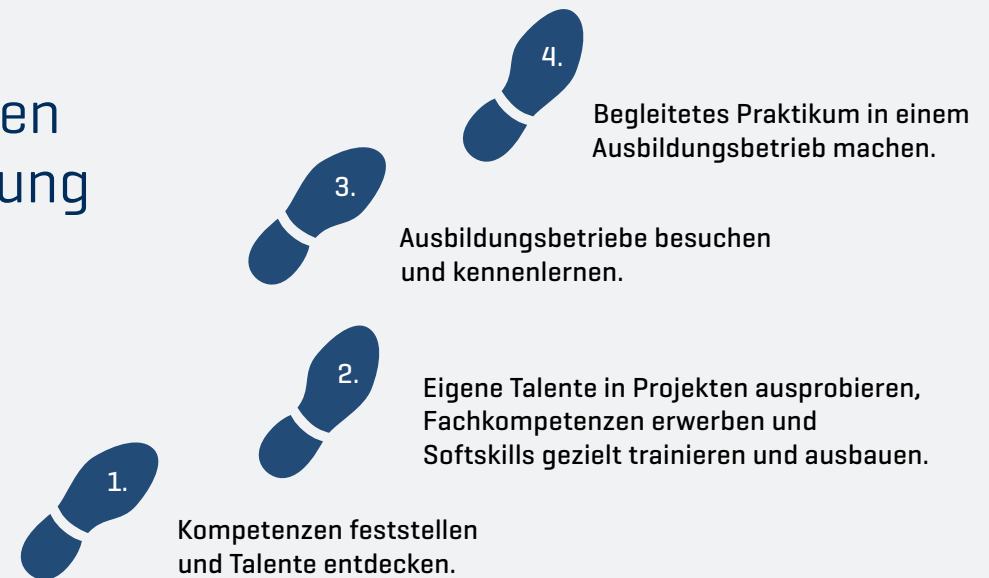 en
ung
4.
Begleitetes Praktikum in einem
Ausbildungsbetrieb machen.
3.
Ausbildungsbetriebe besuchen
und kennenlernen.
2.
Eigene Talente in Projekten ausprobieren,
Fachkompetenzen erwerben und
Softskills gezielt trainieren und ausbauen.
1.
Kompetenzen feststellen
und Talente entdecken.